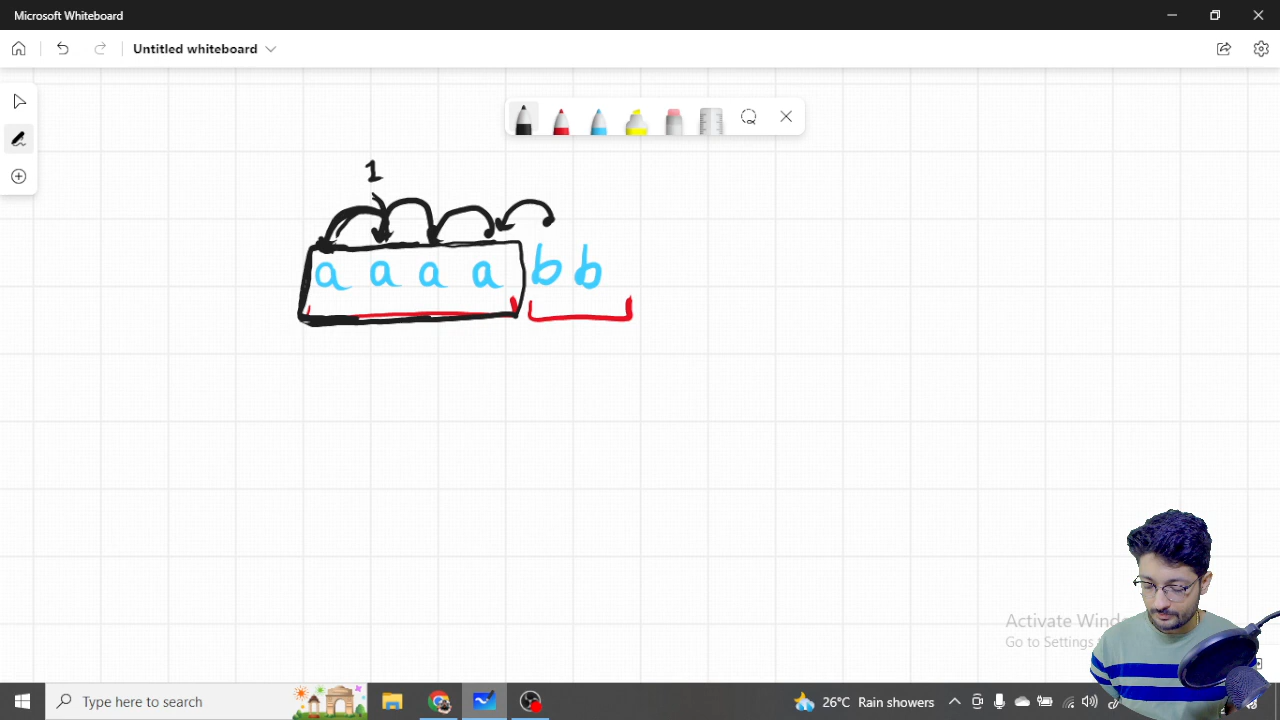 Microsoft Whiteboard
Untitled whiteboard
1
a a a a b b
Activate Wind
Go to Settings
Type here to search
26°C Rain showers